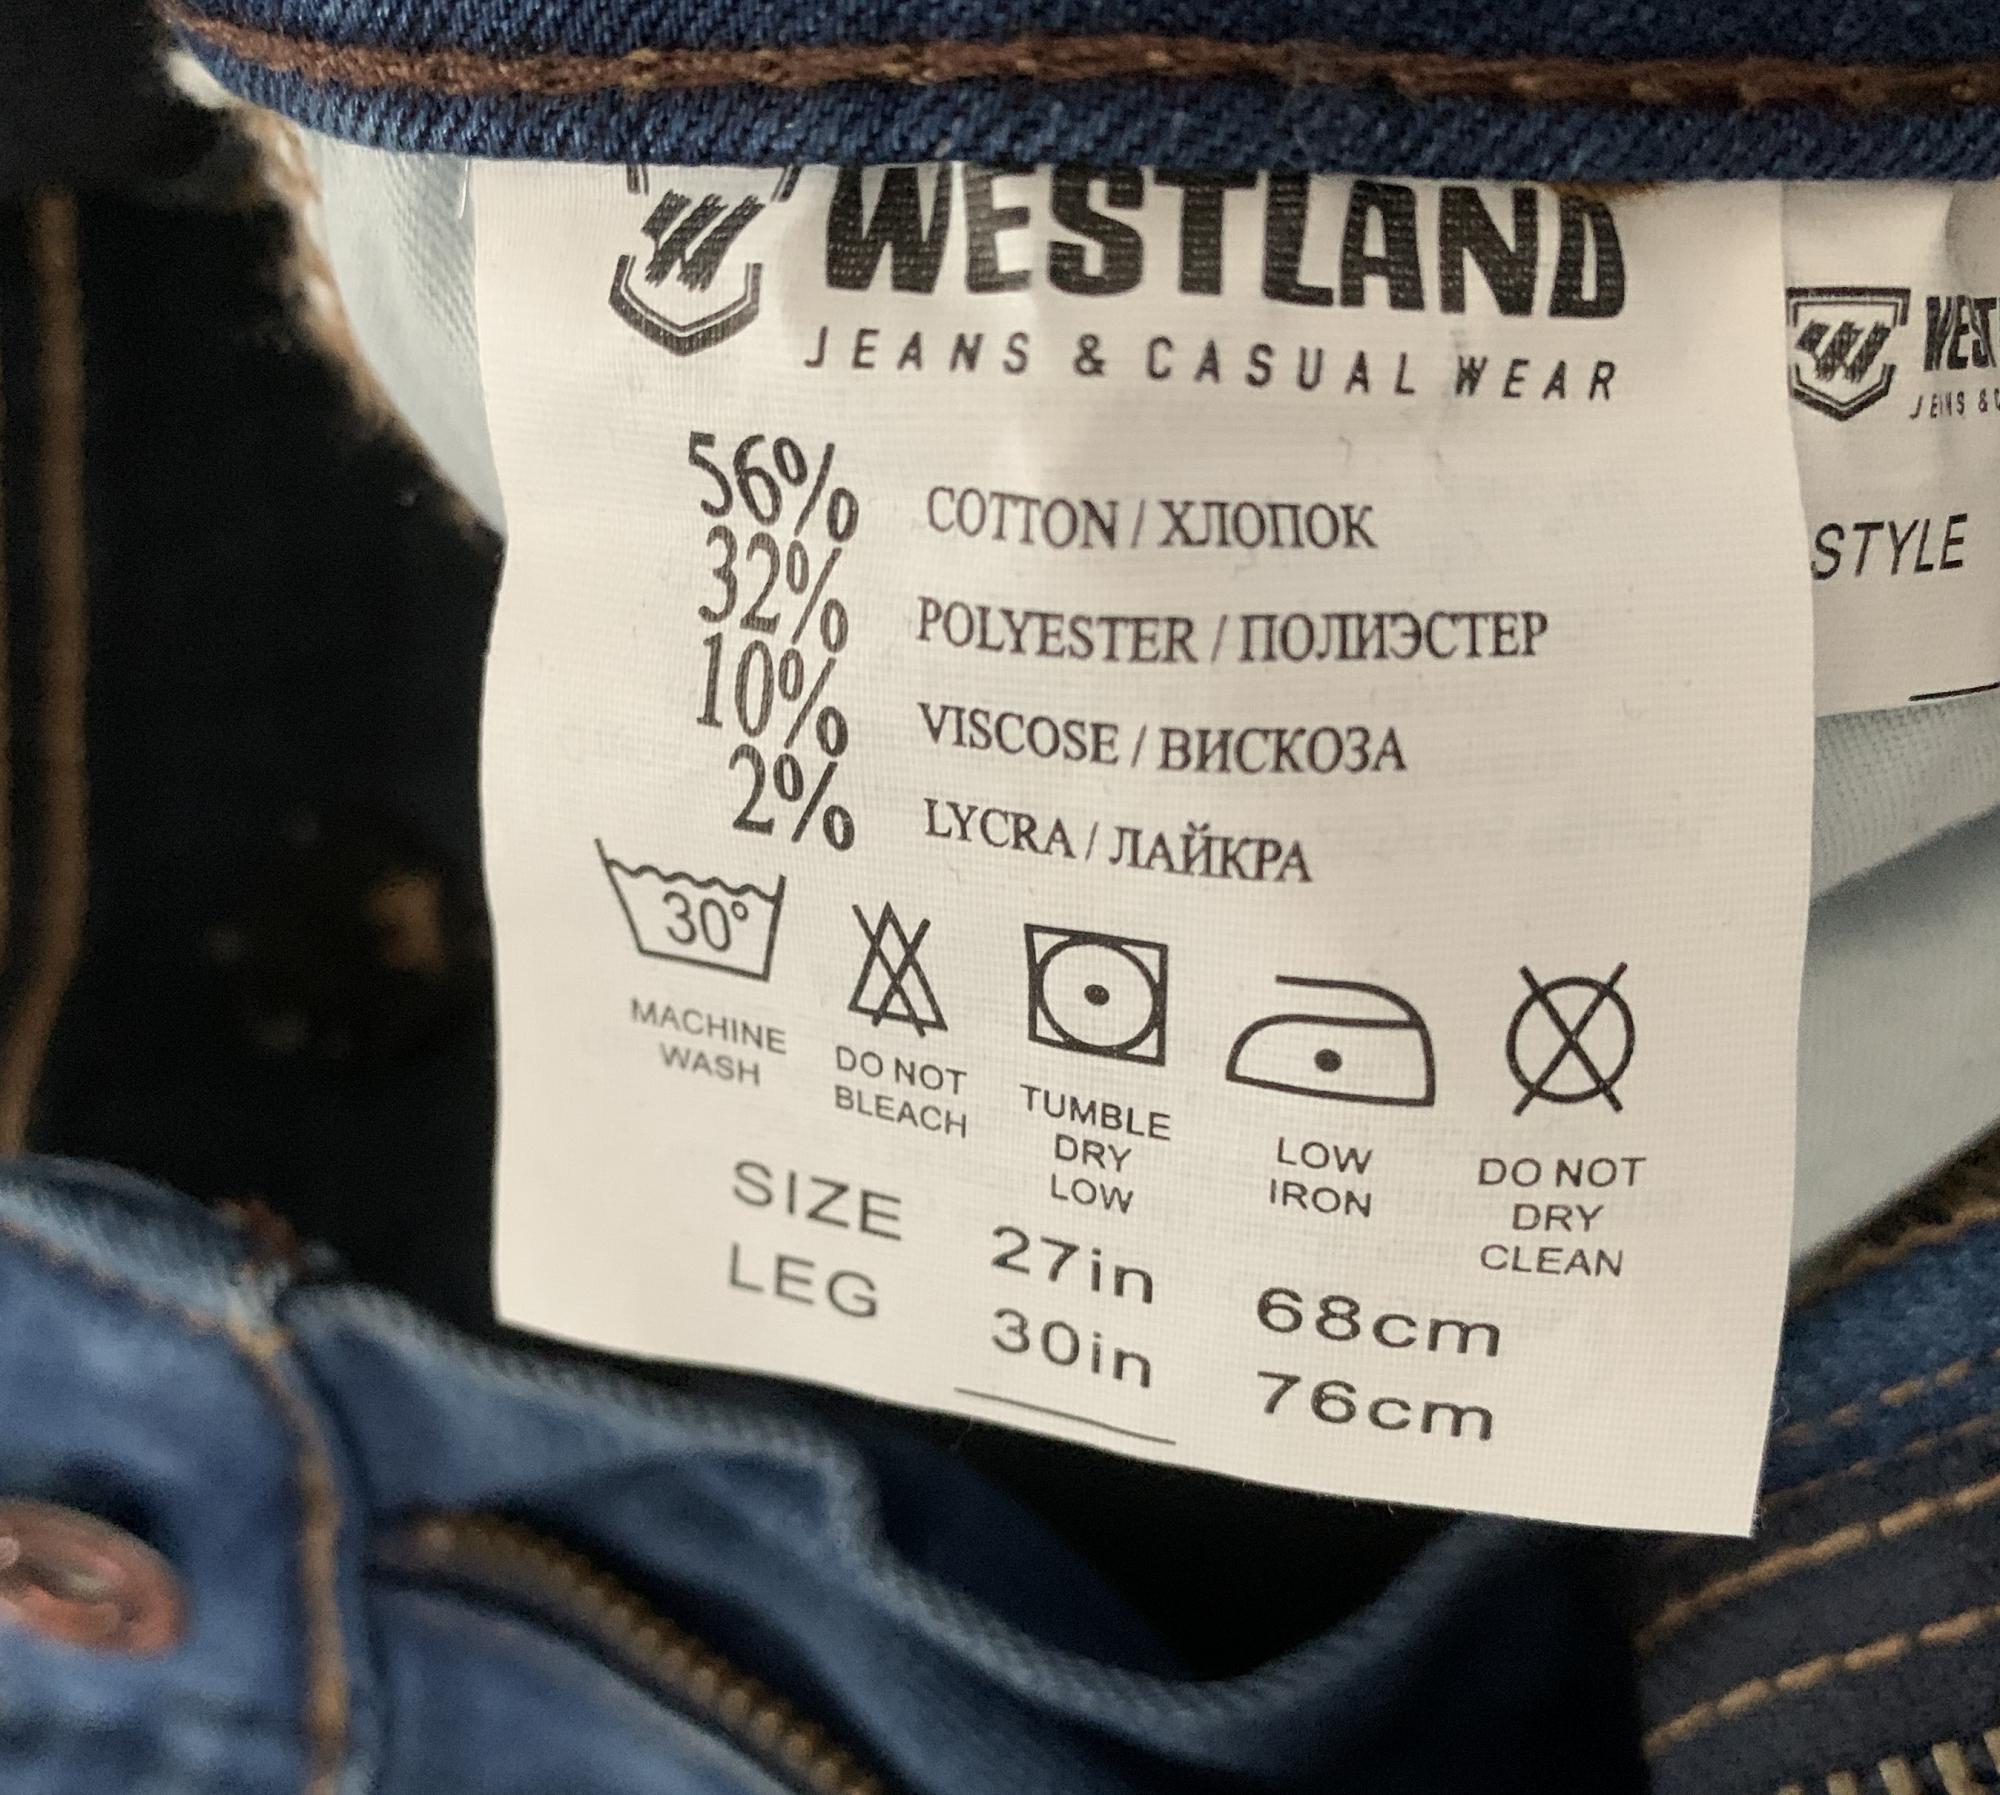 WESTLAND
JEANS & CASUAL WEAR
56% COTTON / ХЛОПОК
32% POLYESTER / ПОЛИЭСТЕР
10% VISCOSE / ВИСКОЗА
2% LYCRA / ЛАЙКРА
30°
MACHINE
WASH
DO NOT
BLEACH
TUMBLE
DRY
LOW
LOW
IRON
DO NOT
DRY
CLEAN
SIZE 27in 68cm
LEG 30in 76cm
WEST
JEANS &
STYLE